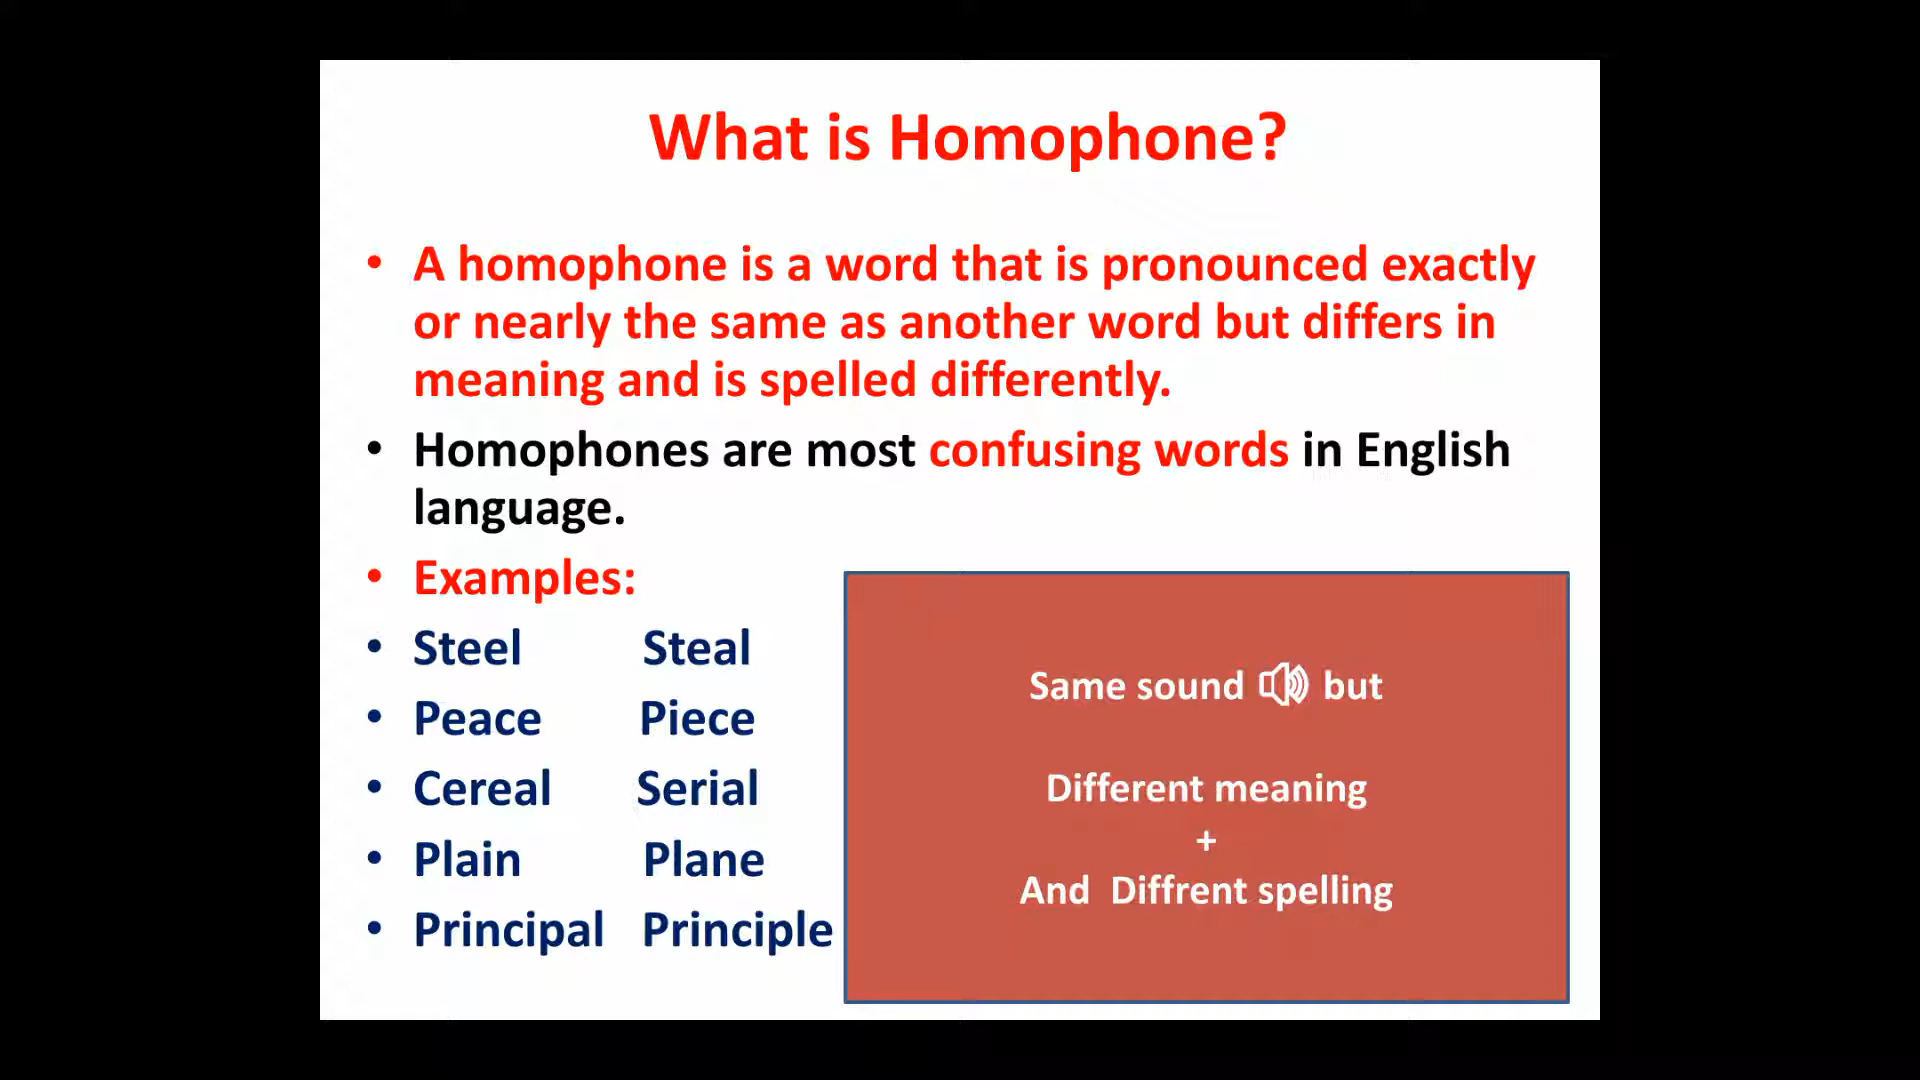 What is Homophone?
• A homophone is a word that is pronounced exactly
or nearly the same as another word but differs in
meaning and is spelled differently.
• Homophones are most confusing words in English
language.
• Examples:
• Steel Steal
• Peace Piece
• Cereal Serial
• Plain Plane
• Principal Principle
Same sound but
Different meaning
+
And Diffrent spelling